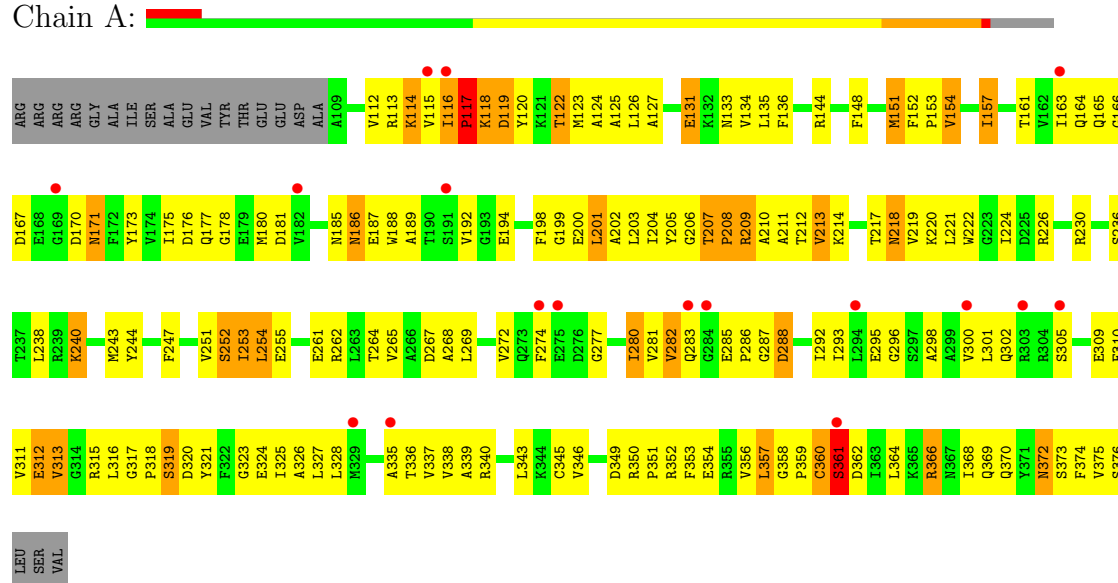 Chain A:
ARG ARG ARG ARG GLY ALA ILE SER ALA GLU VAL TYR THR GLU GLU ASP ALA A109 V112 R113 K114 V115 I116 P117 K118 D119 Y120 K121 T122 M123 A124 A125 L126 A127 E131 K132 N133 V134 L135 F136 R144 F148 M151 F152 P153 V154 I157 T161 V162 I163 Q164 Q165 G166
D167 E168 G169 D170 N171 F172 Y173 V174 I175 D176 Q177 G178 E179 M180 D181 V182 N185 N186 E187 W188 A189 T190 S191 V192 G193 E194 F198 G199 E200 L201 A202 L203 I204 Y205 G206 T207 P208 R209 A210 A211 T212 V213 K214 T217 N218 V219 K220 L221 W222 G223 I224 D225 R226 R230 S236
T237 L238 R239 K240 M243 Y244 F247 V251 S252 I253 L254 E255 E261 R262 L263 T264 V265 A266 D267 A268 L269 V272 Q273 P274 E275 D276 G277 I280 V281 V282 Q283 G284 E285 P286 G287 D288 I292 I293 L294 E295 G296 S297 A298 A299 V300 L301 Q302 R303 R304 S305 E309 E310
V311 E312 V313 G314 R315 L316 G317 P318 S319 D320 Y321 F322 G323 E324 I325 A326 L327 L328 M329 A335 T336 V337 V338 A339 R340 L343 K344 C345 V346 D349 R350 P351 R352 F353 E354 R355 V356 L357 G358 P359 C360 S361 D362 I363 L364 K365 R366 N367 I368 Q369 Q370 Y371 N372 S373 F374 V375 S376
LEU SER VAL